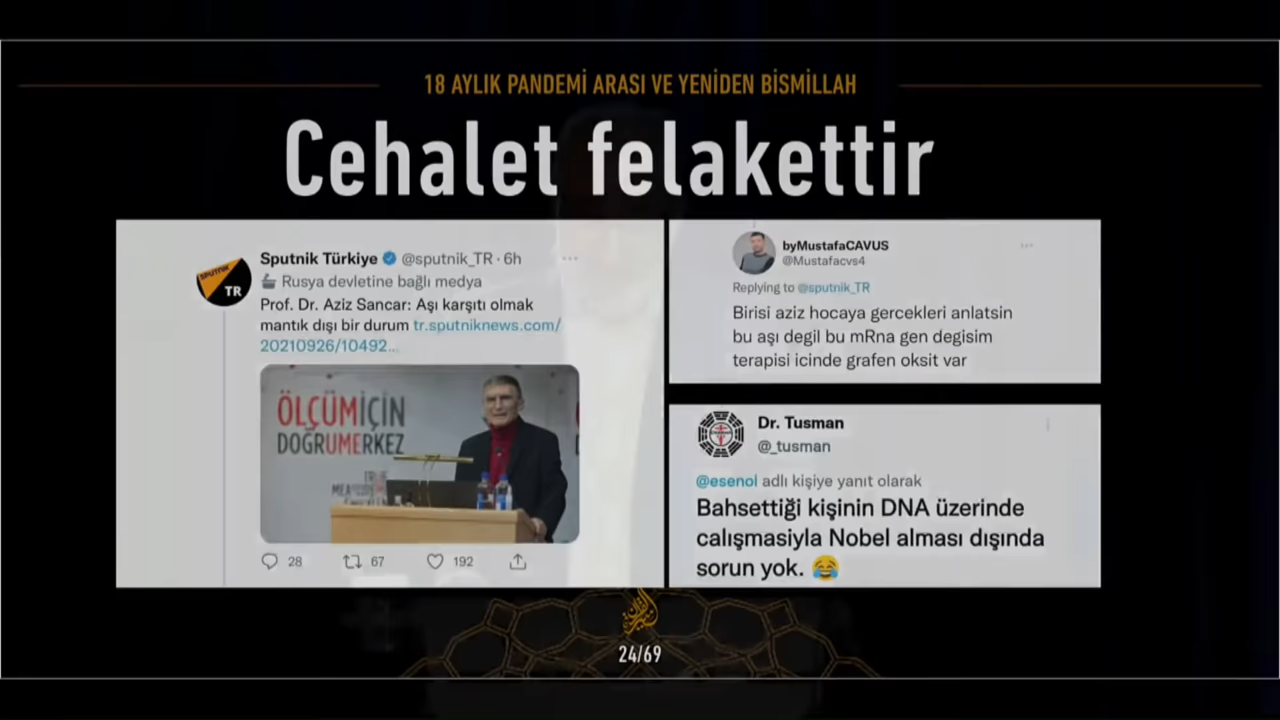 18 AYLIK PANDEMİ ARASI VE YENİDEN BİSMİLLAH
Cehalet felakettir
Sputnik Türkiye @sputnik_TR · 6h
Rusya devletine bağlı medya
Prof. Dr. Aziz Sancar: Aşı karşıtı olmak
mantık dışı bir durum tr.sputniknews.com/
20210926/10492...
SPUTNIK
TR
ÖLÇÜMİÇİN
DOĞRUMERKEZ
28 67 192
byMustafaCAVUS
@Mustafacvs4
Replying to @sputnik_TR
Birisi aziz hocaya gercekleri anlatsin
bu aşı degil bu mRna gen degisim
terapisi icinde grafen oksit var
Dr. Tusman
@_tusman
@esenol adlı kişiye yanıt olarak
Bahsettiği kişinin DNA üzerinde
calışmasiyla Nobel alması dışında
sorun yok. 😂
24/69